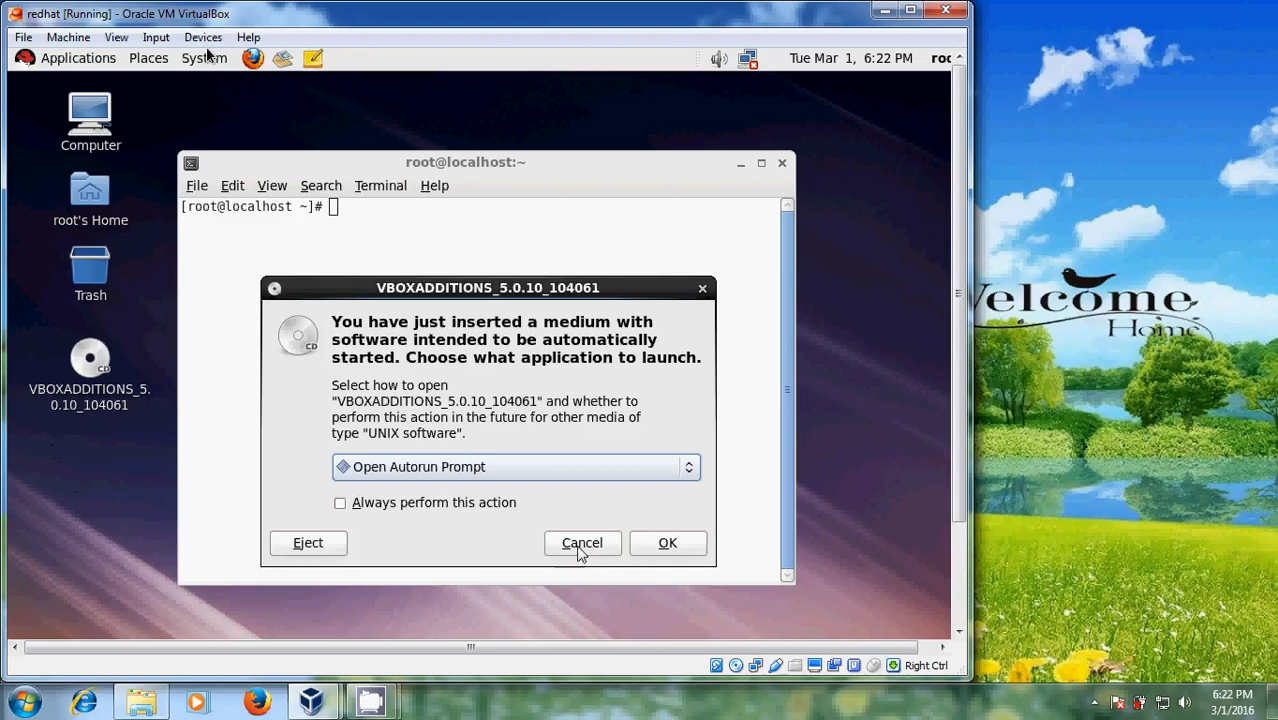 redhat [Running] - Oracle VM VirtualBox
File Machine View Input Devices Help
Applications Places System Tue Mar 1, 6:22 PM roo
Computer
root's Home
Trash
VBOXADDITIONS_5.
0.10_104061
root@localhost:~
File Edit View Search Terminal Help
[root@localhost ~]#
VBOXADDITIONS_5.0.10_104061
CD
You have just inserted a medium with
software intended to be automatically
started. Choose what application to launch.
Select how to open
"VBOXADDITIONS_5.0.10_104061" and whether to
perform this action in the future for other media of
type "UNIX software".
Open Autorun Prompt
Always perform this action
Eject Cancel OK
Right Ctrl
Welcome
Home
6:22 PM
3/1/2016